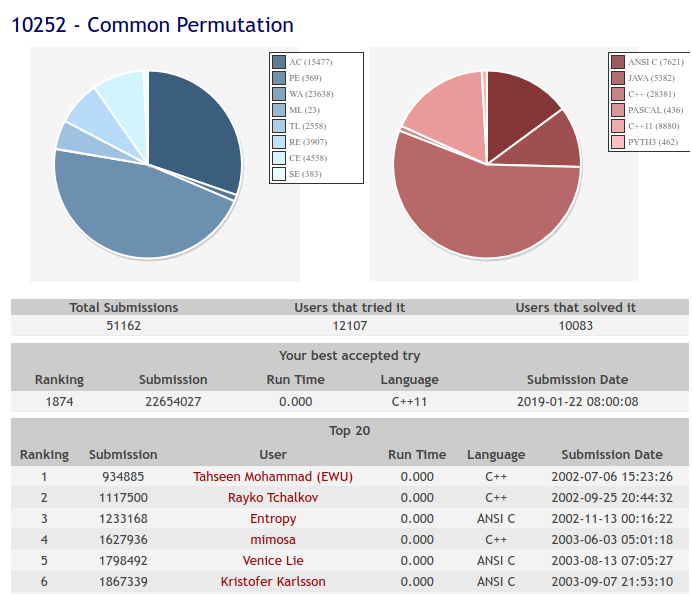 10252 - Common Permutation
AC (15477)
PE (569)
WA (23638)
ML (23)
TL (2558)
RE (3907)
CE (4558)
SE (383)
ANSI C (7621)
JAVA (5382)
C++ (28381)
PASCAL (436)
C++11 (8880)
PYTH3 (462)
Total Submissions Users that tried it Users that solved it
51162 12107 10083
Your best accepted try
Ranking Submission Run Time Language Submission Date
1874 22654027 0.000 C++11 2019-01-22 08:00:08
Top 20
Ranking Submission User Run Time Language Submission Date
1 934885 Tahseen Mohammad (EWU) 0.000 C++ 2002-07-06 15:23:26
2 1117500 Rayko Tchalkov 0.000 C++ 2002-09-25 20:44:32
3 1233168 Entropy 0.000 ANSI C 2002-11-13 00:16:22
4 1627936 mimosa 0.000 C++ 2003-06-03 05:01:18
5 1798492 Venice Lie 0.000 ANSI C 2003-08-13 07:05:27
6 1867339 Kristofer Karlsson 0.000 ANSI C 2003-09-07 21:53:10